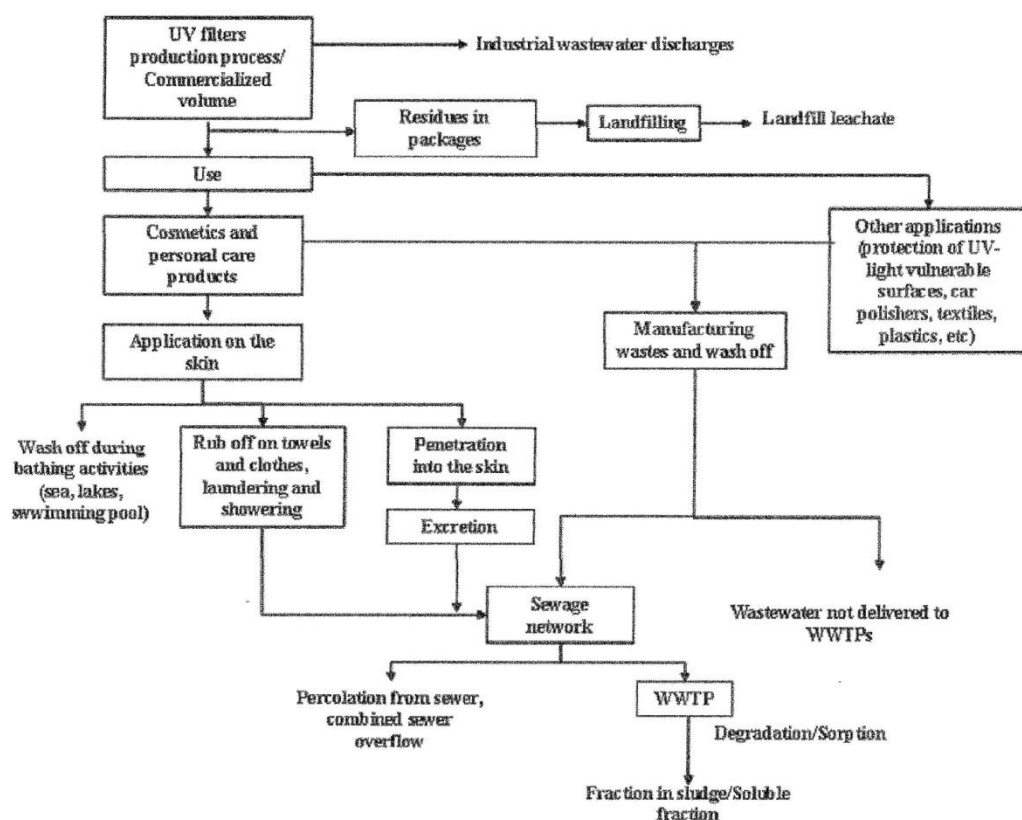 UV filters
production process/
Commercialized
volume
Industrial wastewater discharges
Residues in
packages
Landfilling
Landfill leachate
Use
Cosmetics and
personal care
products
Other applications
(protection of UV-
light vulnerable
surfaces, car
polishers, textiles,
plastics, etc)
Application on the
skin
Manufacturing
wastes and wash off
Wash off during
bathing activities
(sea, lakes,
swwimming pool)
Rub off on towels
and clothes,
laundering and
showering
Penetration
into the skin
Excretion
Sewage
network
Wastewater not delivered to
WWTPs
Percolation from sewer,
combined sewer
overflow
WWTP
Degradation/Sorption
Fraction in sludge/Soluble
fraction